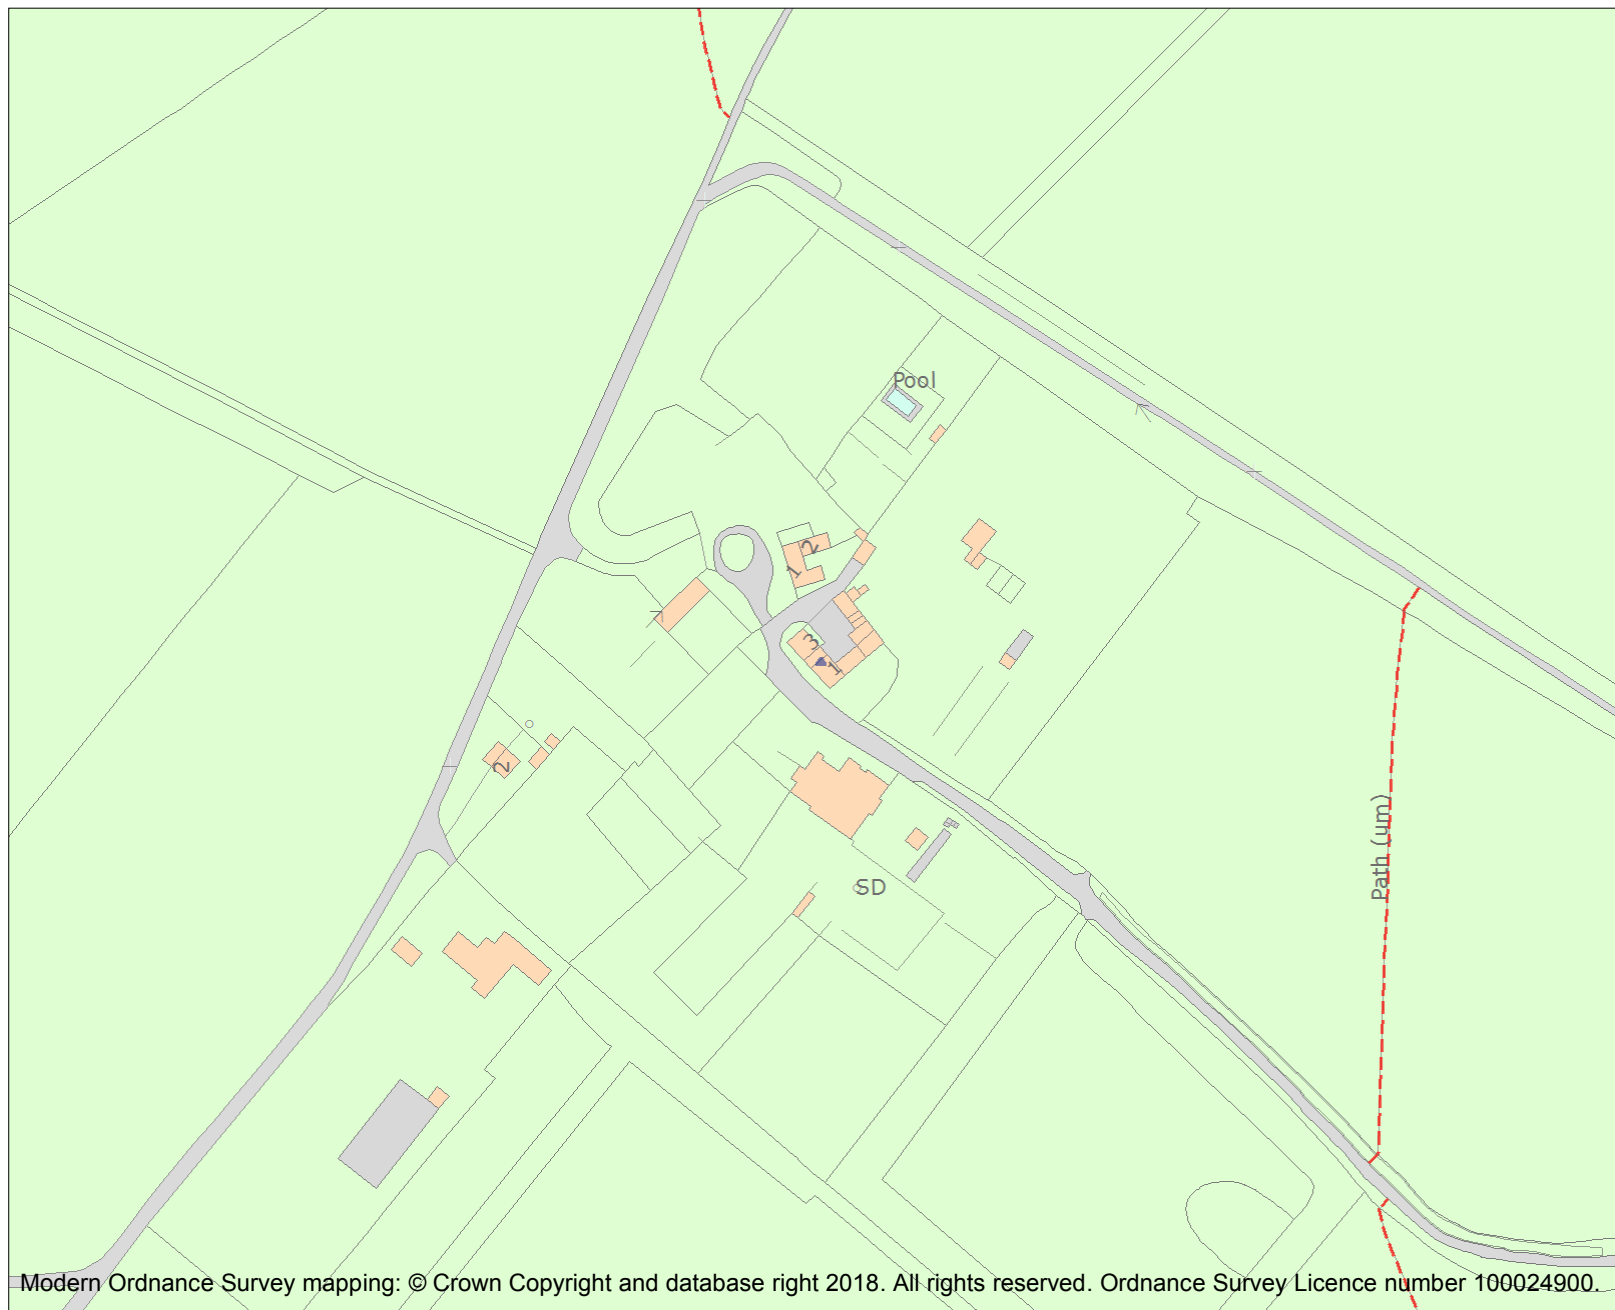 Pool
2
1
3
1
2
SD
Path (um)
Modern Ordnance Survey mapping: © Crown Copyright and database right 2018. All rights reserved. Ordnance Survey Licence number 100024900.